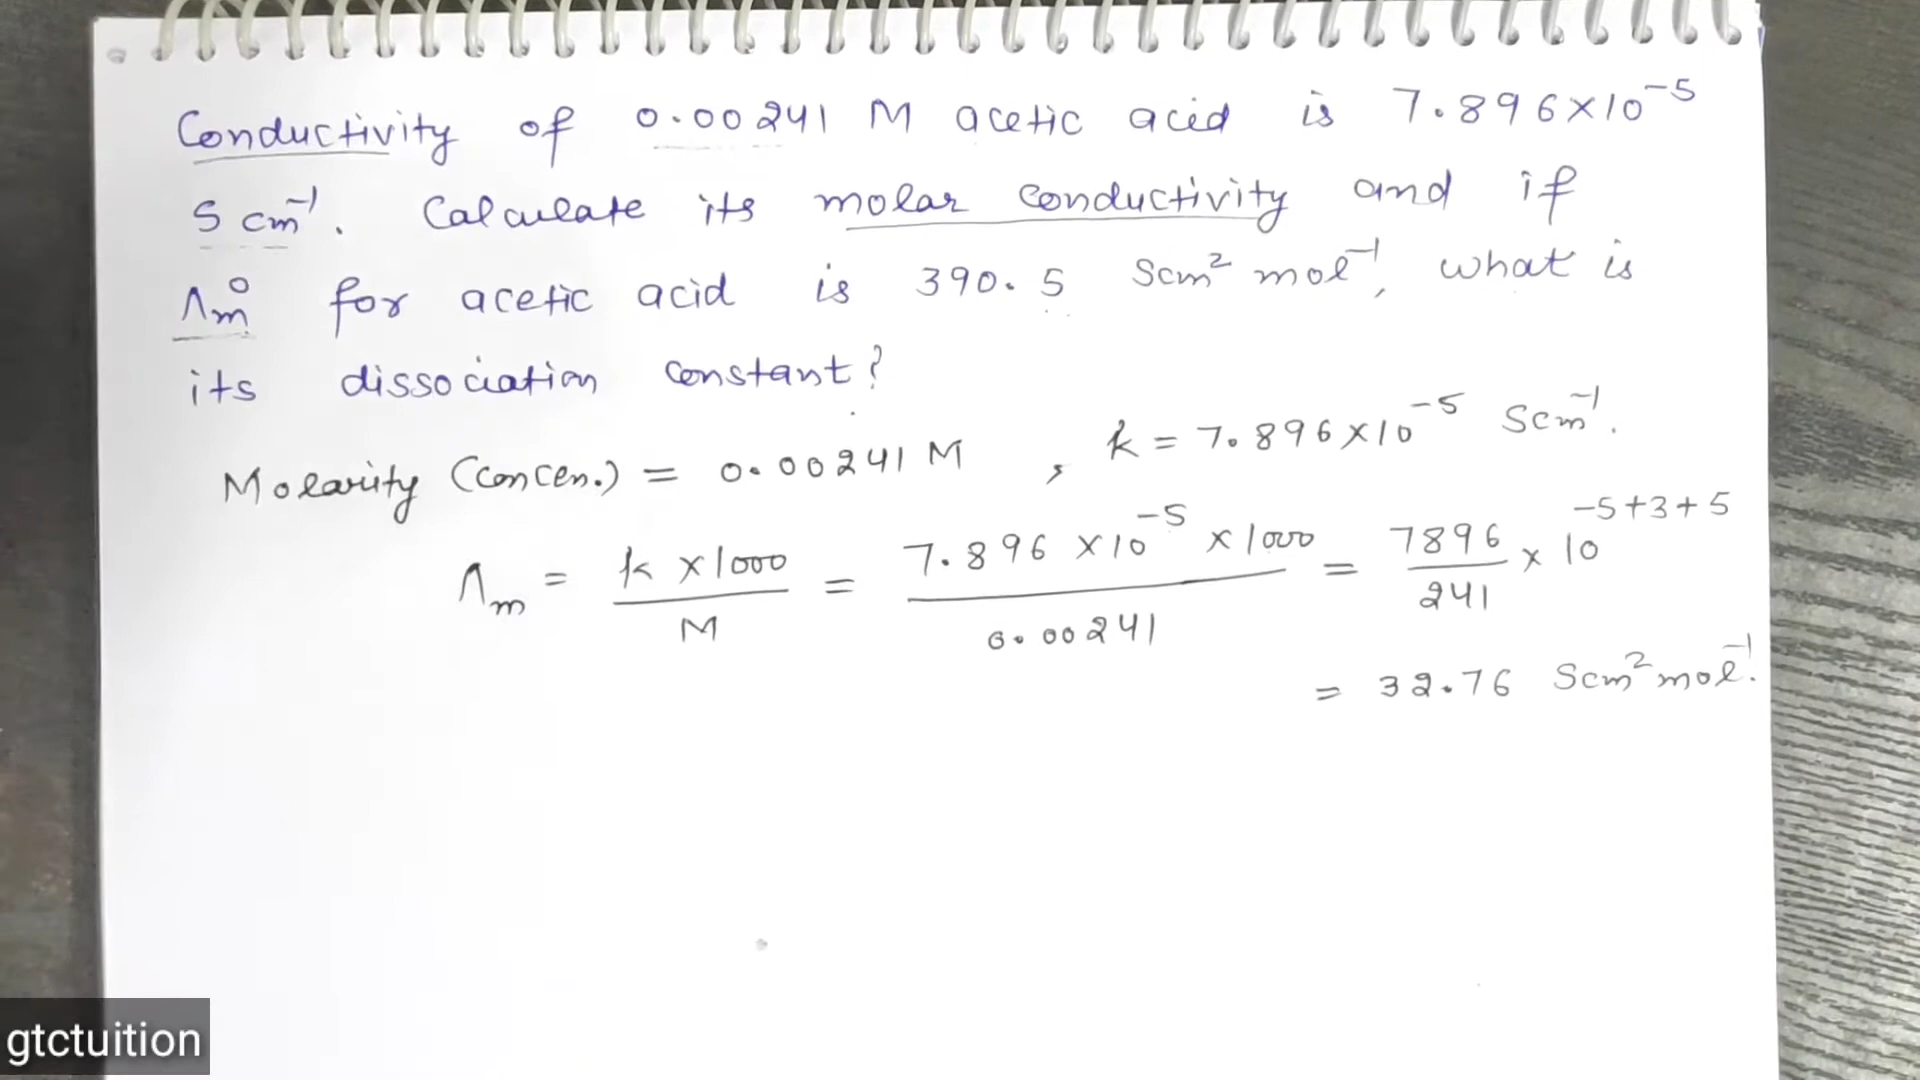 Conductivity of 0.00241 M acetic acid is 7.896×10⁻⁵
S cm⁻¹. Calculate its molar conductivity and if
Λm° for acetic acid is 390.5 Scm² mol⁻¹, what is
its dissociation constant?
Molarity (Concen.) = 0.00241 M , k = 7.896×10⁻⁵ Scm⁻¹.
Λm = k ×1000 / M = 7.896 ×10⁻⁵ ×1000 / 0.00241 = 7896 / 241 × 10⁻⁵⁺³⁺⁵
= 32.76 Scm² mol⁻¹.
gtctuition